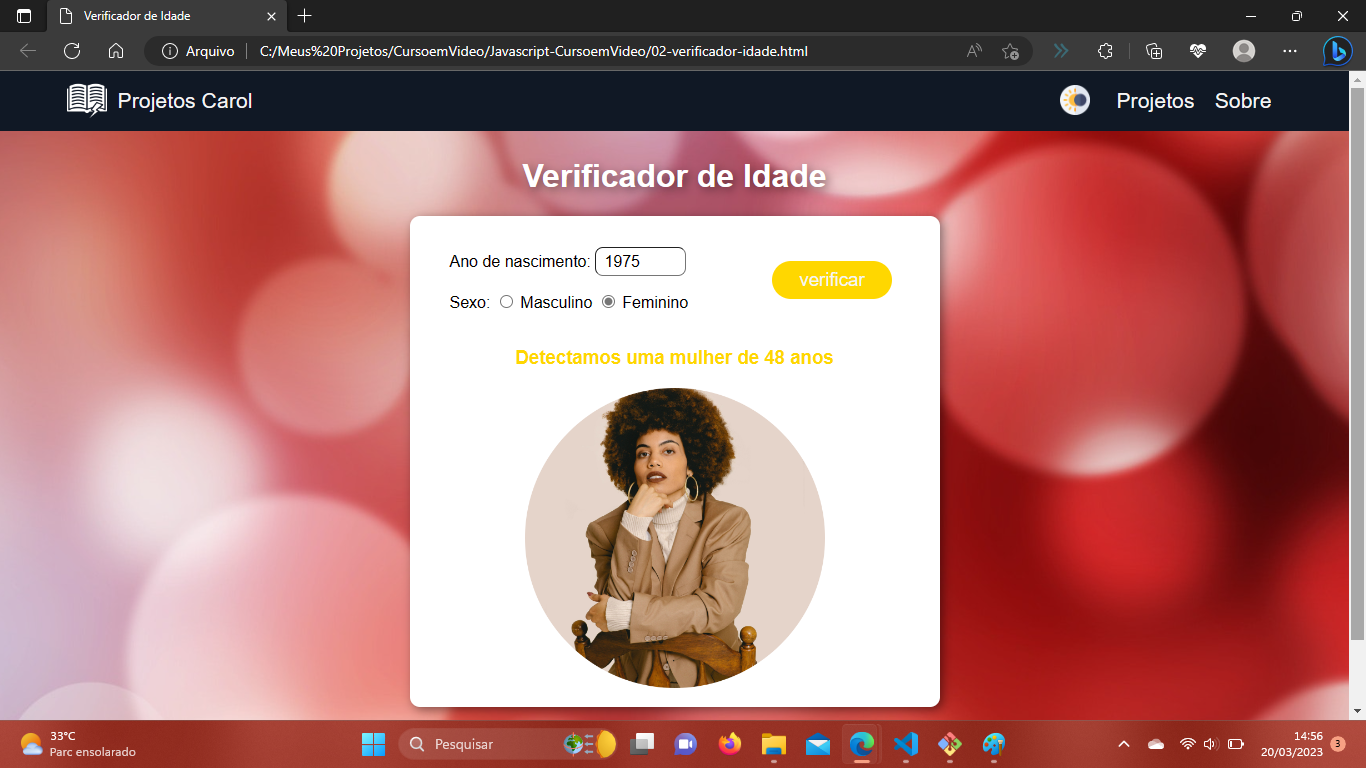 Verificador de Idade
Arquivo
C:/Meus%20Projetos/CursoemVideo/Javascript-CursoemVideo/02-verificador-idade.html
Projetos Carol
Projetos
Sobre
Verificador de Idade
Ano de nascimento: 1975
verificar
Sexo: Masculino Feminino
Detectamos uma mulher de 48 anos
33°C
Parc ensolarado
Pesquisar
14:56
20/03/2023
3